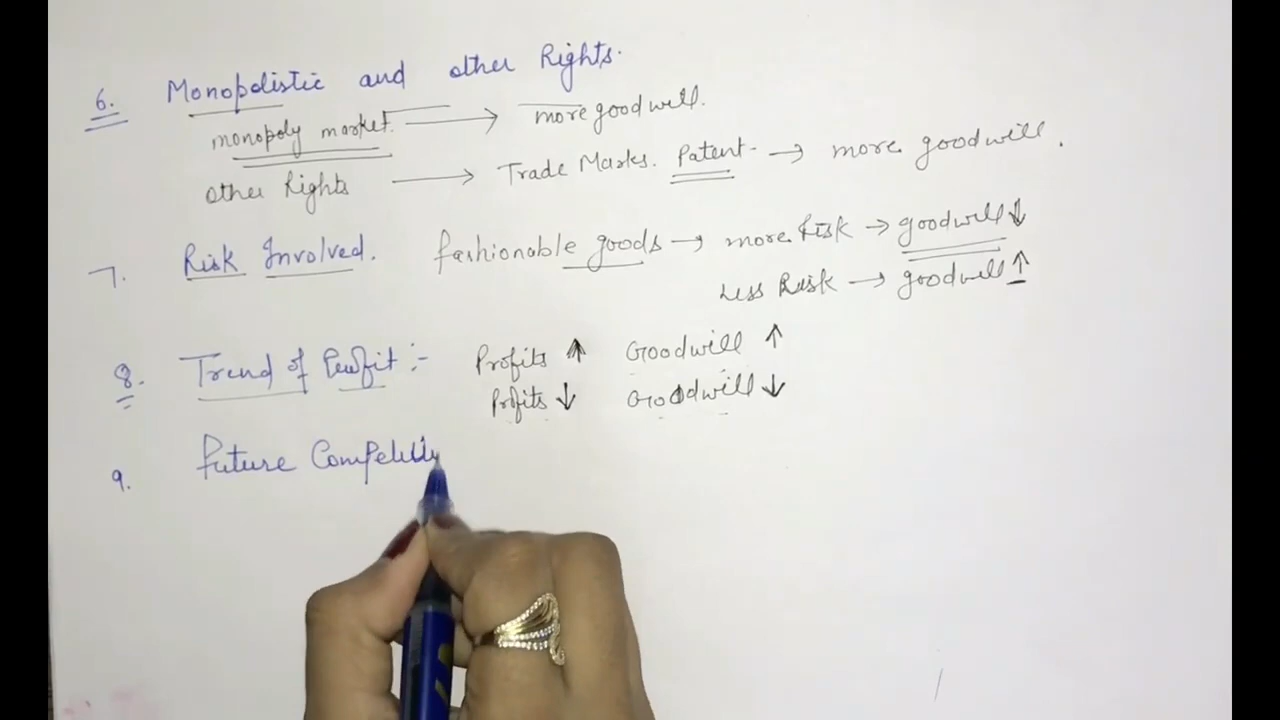 6. Monopolistic and other Rights.
monopoly market. → more goodwill.
other Rights → Trade Marks. Patent → more goodwill.
7. Risk Involved. fashionable goods → more Risk → goodwill ↓
Less Risk → goodwill ↑
8. Trend of Profit :- Profits ↑ Goodwill ↑
Profits ↓ Goodwill ↓
9. future